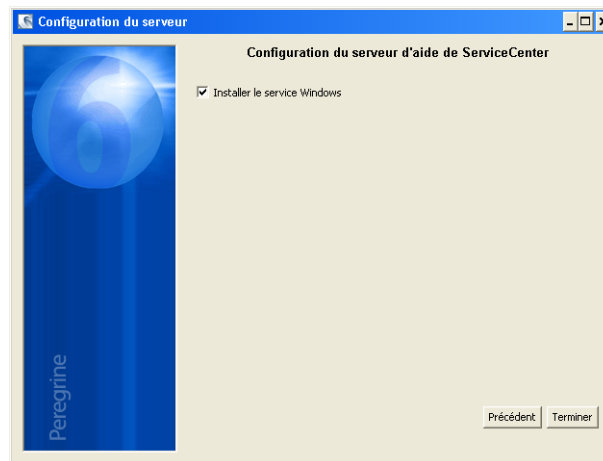 Configuration du serveur
Configuration du serveur d'aide de ServiceCenter
Installer le service Windows
Peregrine
Précédent
Terminer